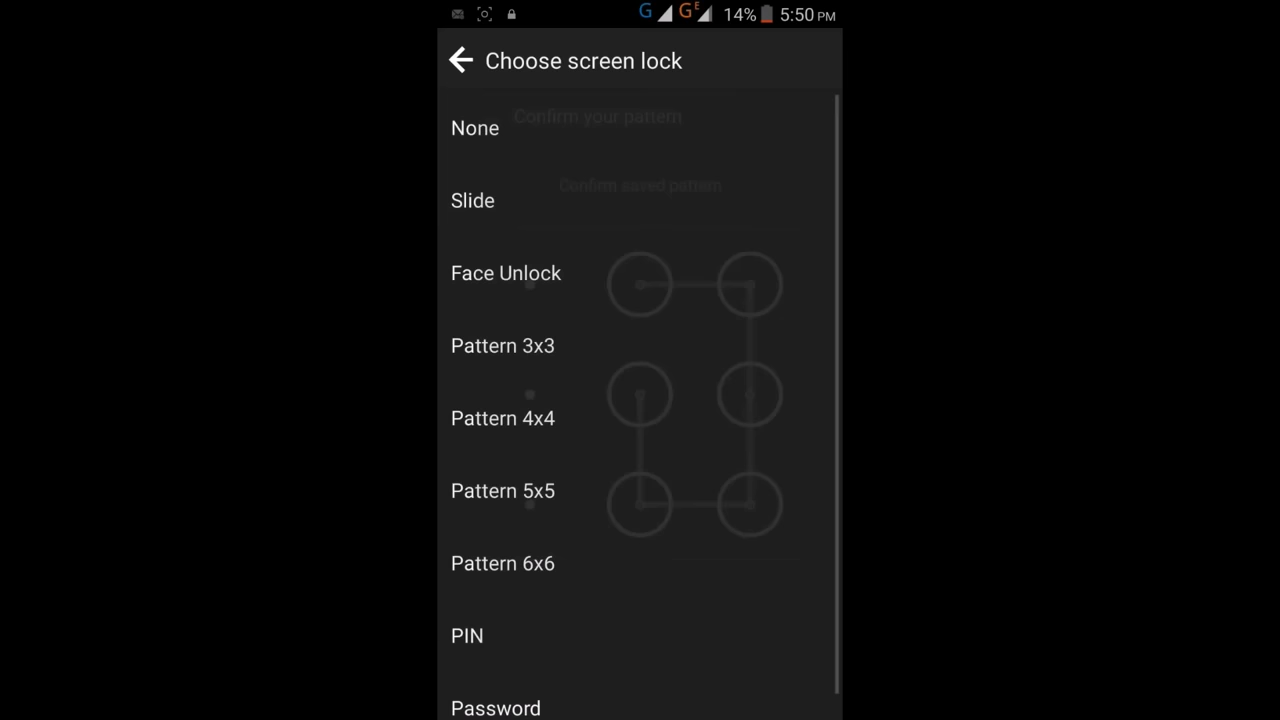 G G E 14% 5:50 PM
Choose screen lock
Confirm your pattern
None
Confirm saved pattern
Slide
Face Unlock
Pattern 3x3
Pattern 4x4
Pattern 5x5
Pattern 6x6
PIN
Password